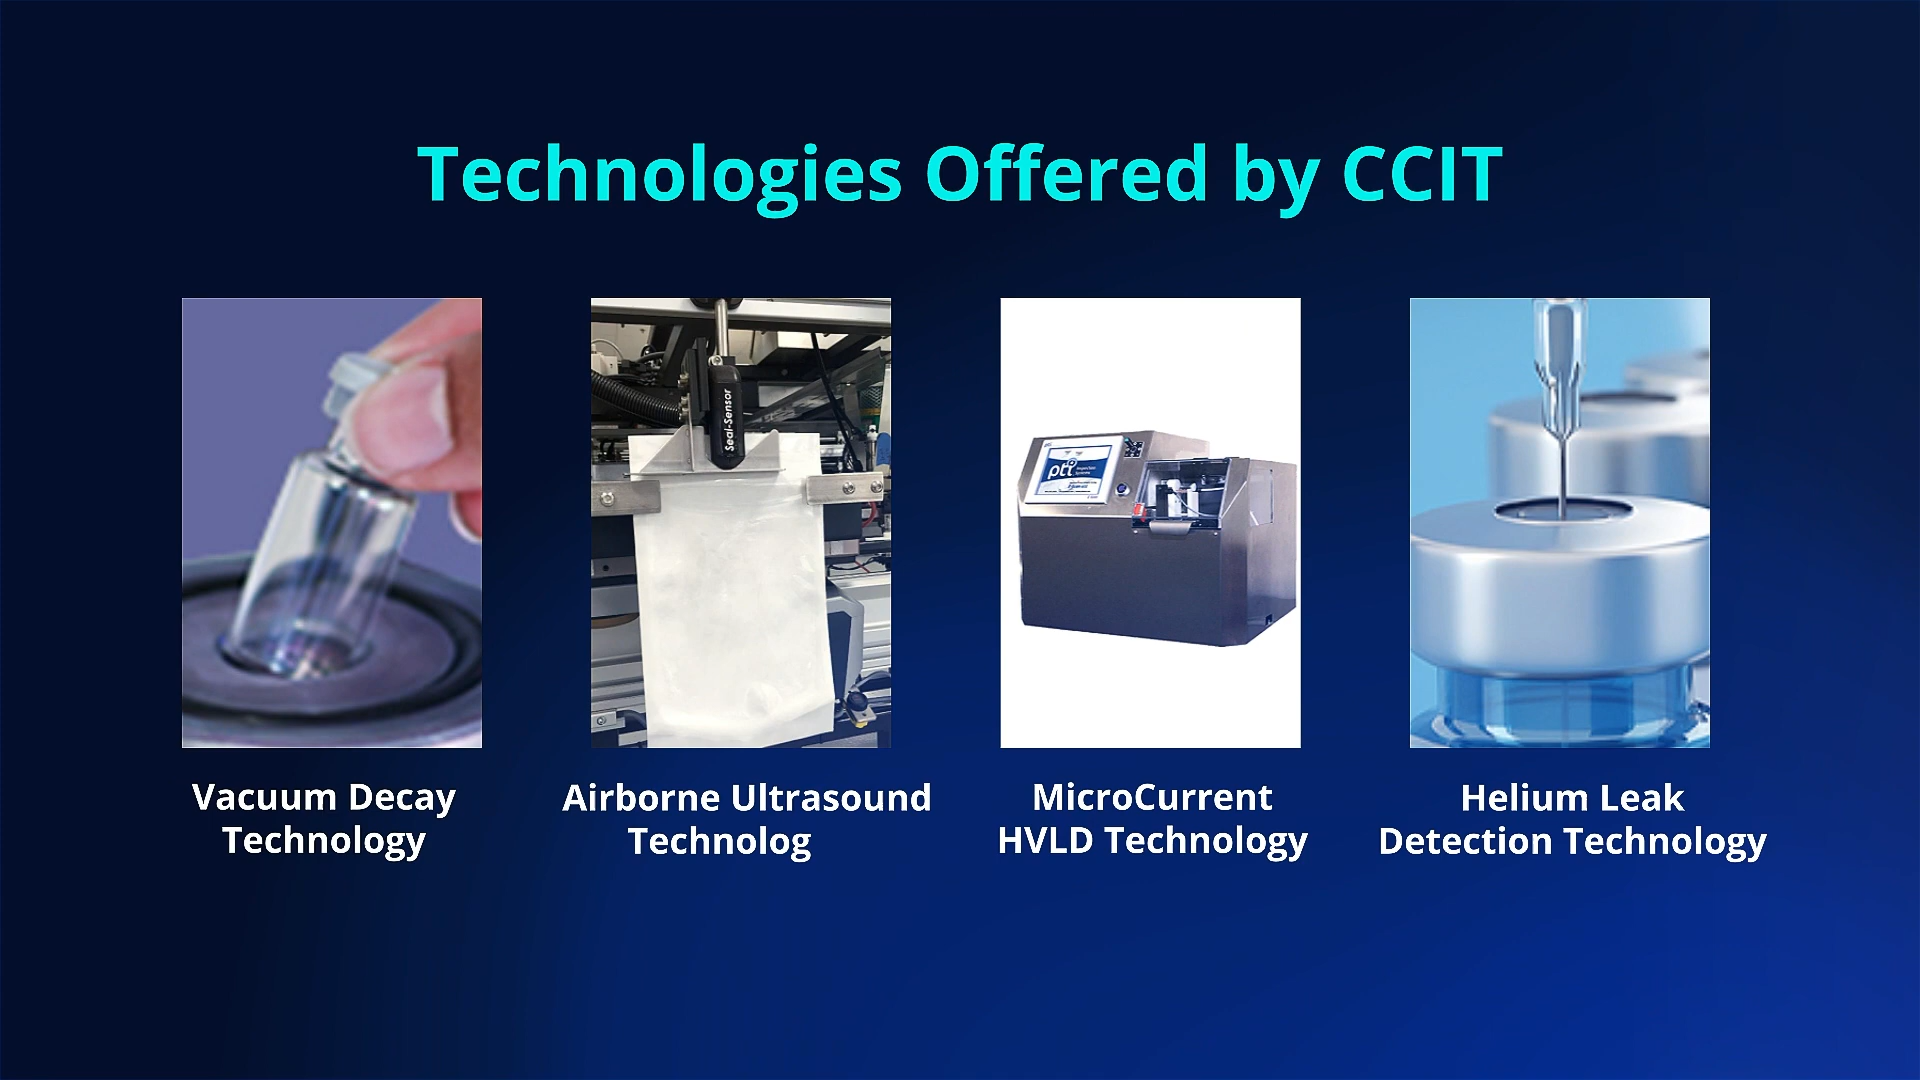 Technologies Offered by CCIT
Seal-Sensor
pti
Vacuum Decay
Technology
Airborne Ultrasound
Technolog
MicroCurrent
HVLD Technology
Helium Leak
Detection Technology